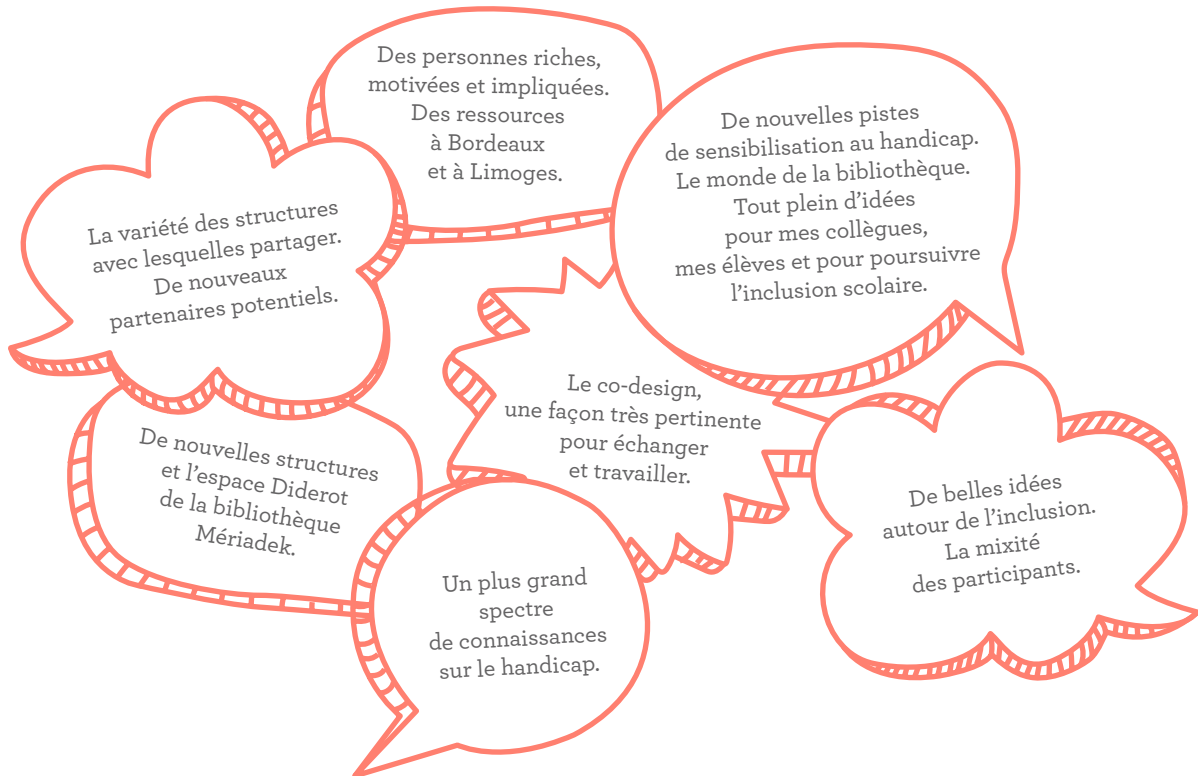 Des personnes riches,
motivées et impliquées.
Des ressources
à Bordeaux
et à Limoges.
De nouvelles pistes
de sensibilisation au handicap.
Le monde de la bibliothèque.
Tout plein d'idées
pour mes collègues,
mes élèves et pour poursuivre
l'inclusion scolaire.
La variété des structures
avec lesquelles partager.
De nouveaux
partenaires potentiels.
Le co-design,
une façon très pertinente
pour échanger
et travailler.
De nouvelles structures
et l'espace Diderot
de la bibliothèque
Mériadek.
De belles idées
autour de l'inclusion.
La mixité
des participants.
Un plus grand
spectre
de connaissances
sur le handicap.